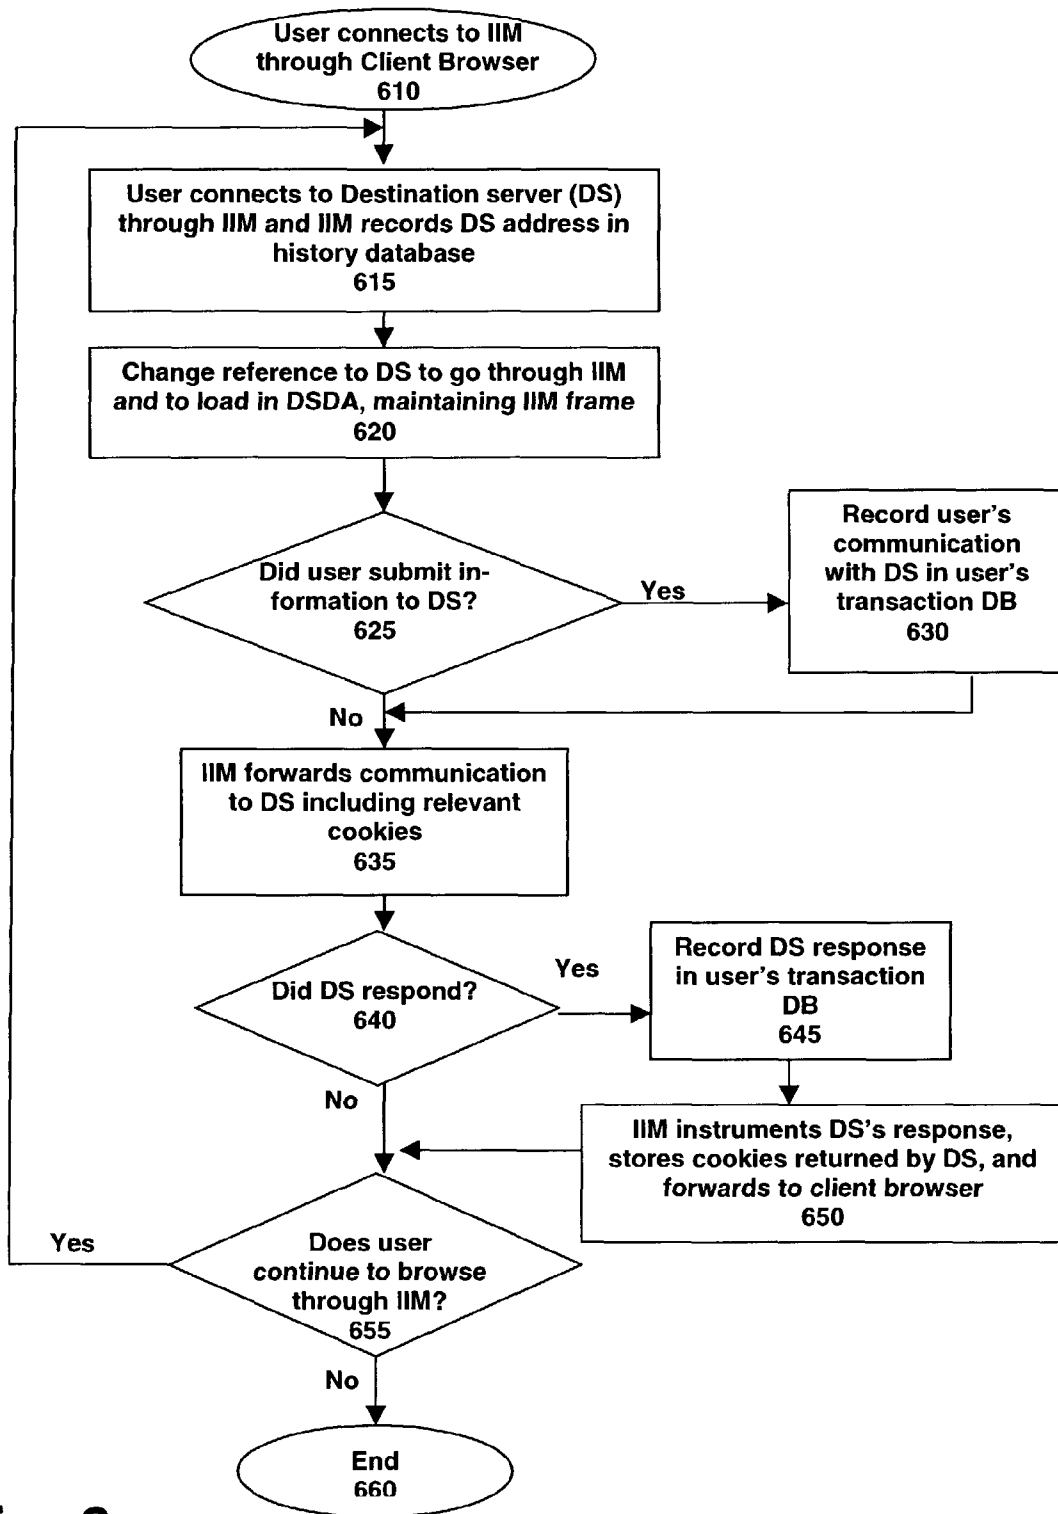 User connects to IIM
through Client Browser
610
User connects to Destination server (DS)
through IIM and IIM records DS address in
history database
615
Change reference to DS to go through IIM
and to load in DSDA, maintaining IIM frame
620
Did user submit in-
formation to DS?
625
Yes
Record user's
communication
with DS in user's
transaction DB
630
No
IIM forwards communication
to DS including relevant
cookies
635
Did DS respond?
640
Yes
Record DS response
in user's transaction
DB
645
No
IIM instruments DS's response,
stores cookies returned by DS, and
forwards to client browser
650
Yes
Does user
continue to browse
through IIM?
655
No
End
660